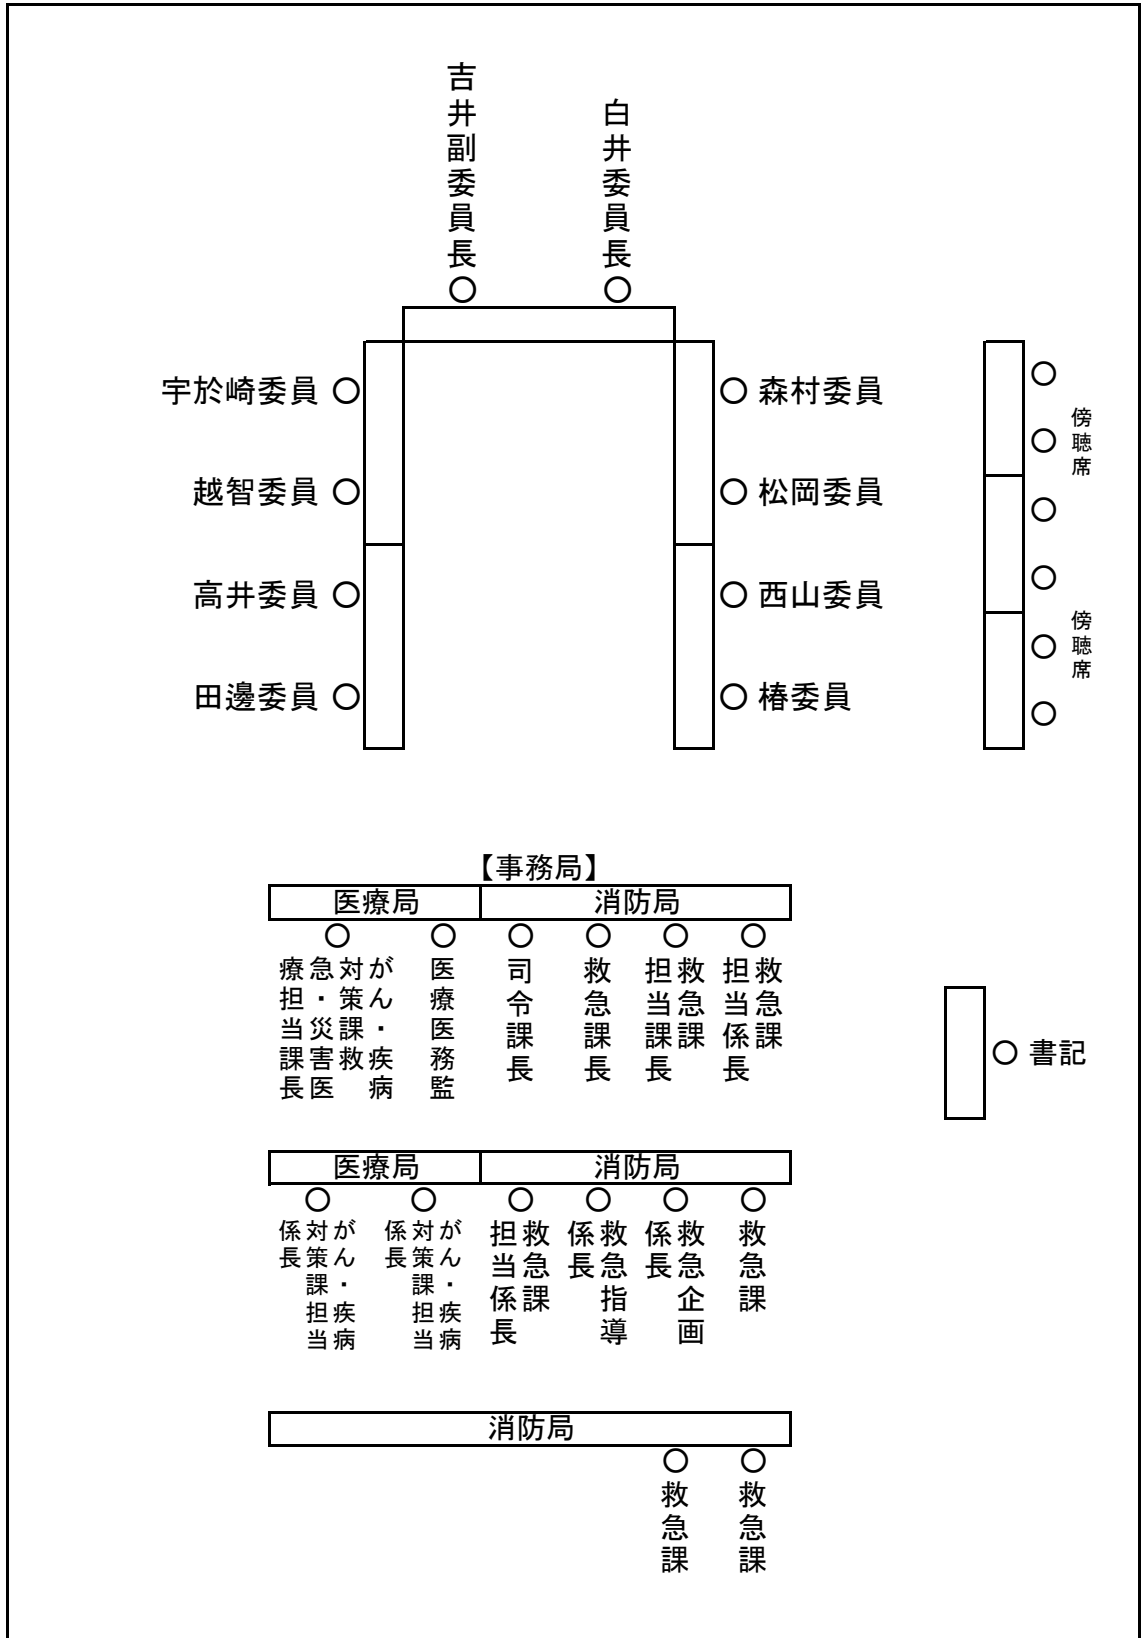 吉井副委員長○
白井委員長○
宇於崎委員 ○
○ 森村委員
越智委員 ○
○ 松岡委員
高井委員 ○
○ 西山委員
田邊委員 ○
○ 椿委員
傍聴席
傍聴席
【事務局】
医療局
消防局
がん・疾病
対策課救
急・災害医
療担当課長
医療医務監
司令課長
救急課長
救急課
担当課長
救急課
担当係長
○ 書記
医療局
消防局
がん・疾病
対策課担当
係長
がん・疾病
対策課担当
係長
救急課
担当係長
救急指導
係長
救急企画
係長
救急課
消防局
救急課
救急課